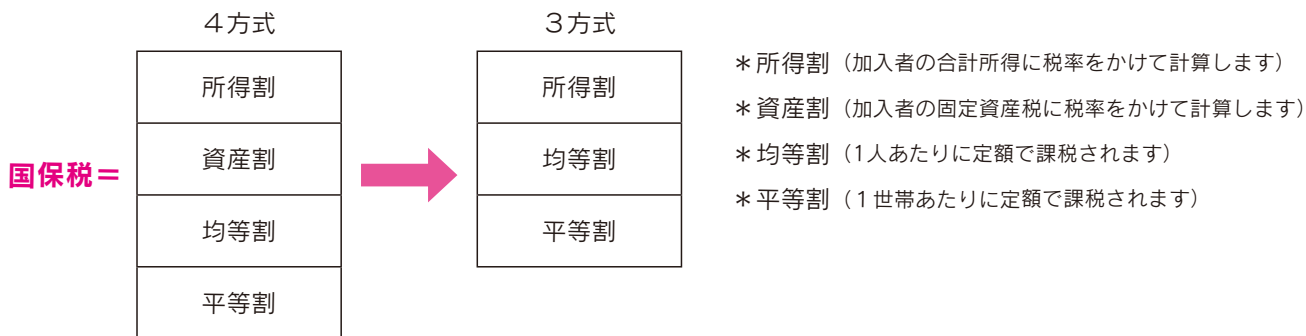 4方式
3方式
国保税＝
所得割
資産割
均等割
平等割
所得割
均等割
平等割
＊所得割（加入者の合計所得に税率をかけて計算します）
＊資産割（加入者の固定資産税に税率をかけて計算します）
＊均等割（1人あたりに定額で課税されます）
＊平等割（１世帯あたりに定額で課税されます）